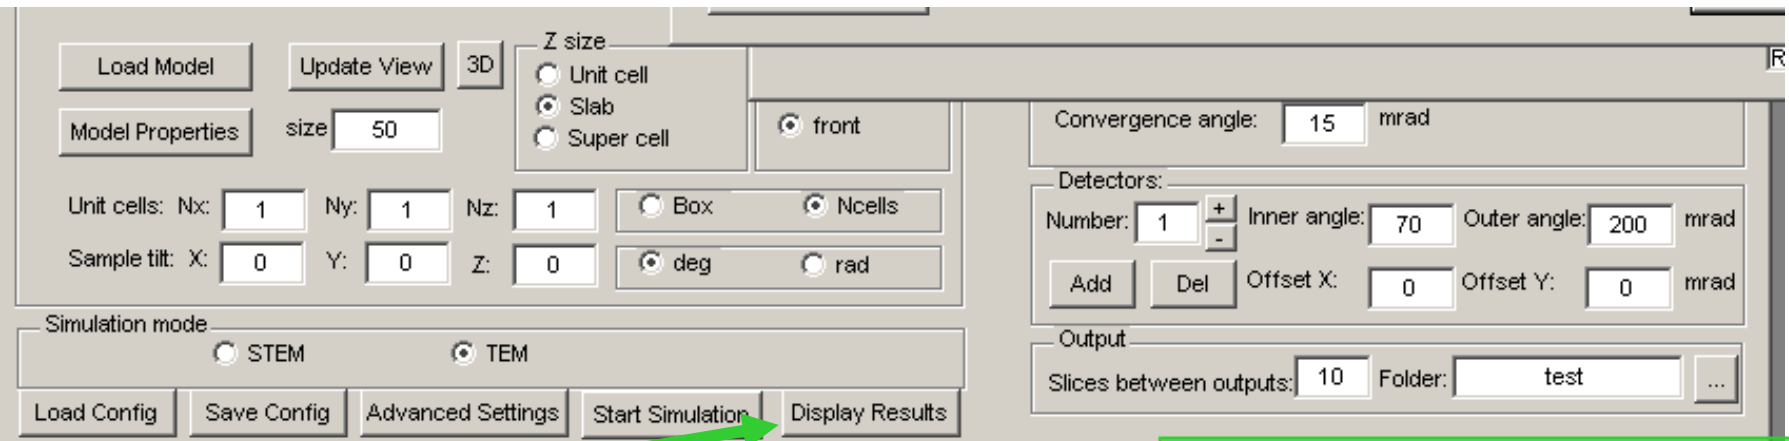 Load Model
Update View
3D
Z size
Unit cell
Slab
Super cell
Model Properties
size 50
front
Unit cells: Nx: 1 Ny: 1 Nz: 1
Box Ncells
Sample tilt: X: 0 Y: 0 Z: 0
deg rad
Simulation mode
STEM TEM
Load Config
Save Config
Advanced Settings
Start Simulation
Display Results
Convergence angle: 15 mrad
Detectors:
Number: 1 + - Inner angle: 70 Outer angle: 200 mrad
Add Del Offset X: 0 Offset Y: 0 mrad
Output
Slices between outputs: 10 Folder: test ...